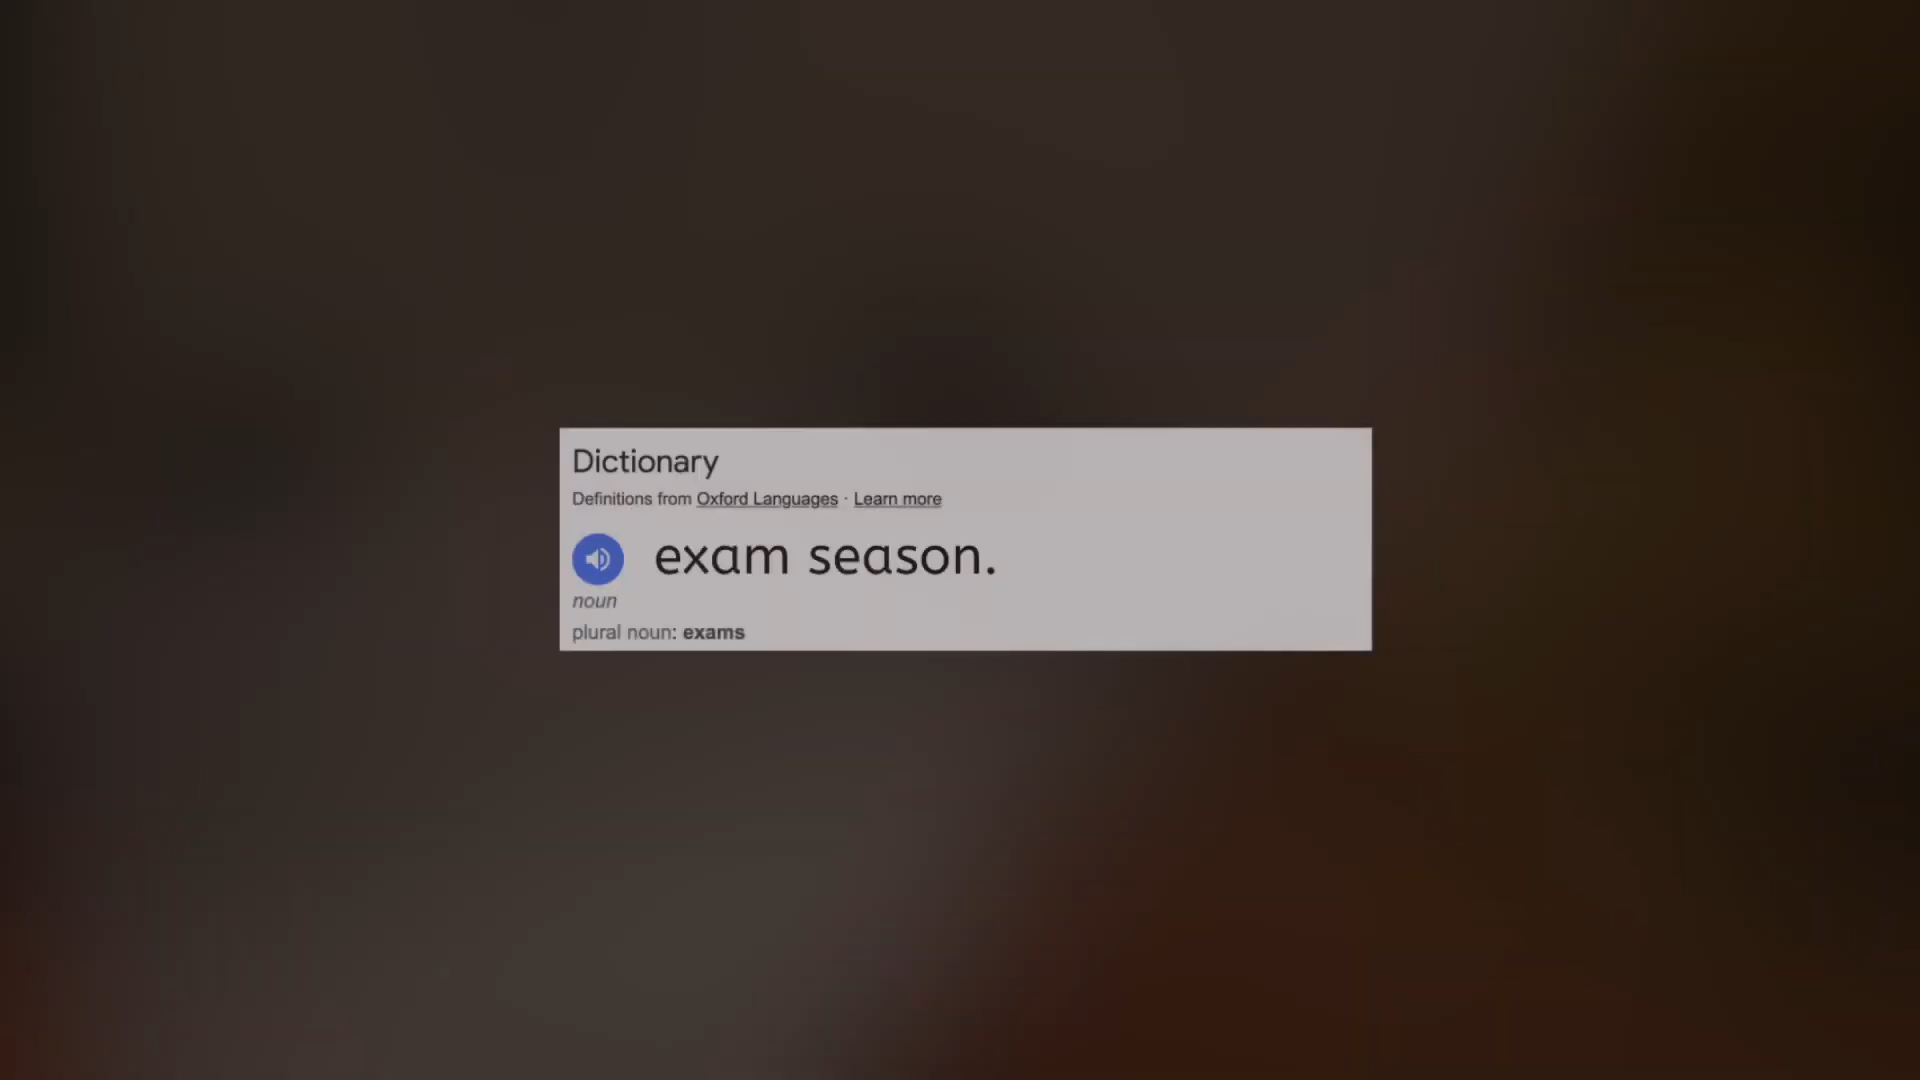 Dictionary
Definitions from Oxford Languages · Learn more
exam season.
noun
plural noun: exams